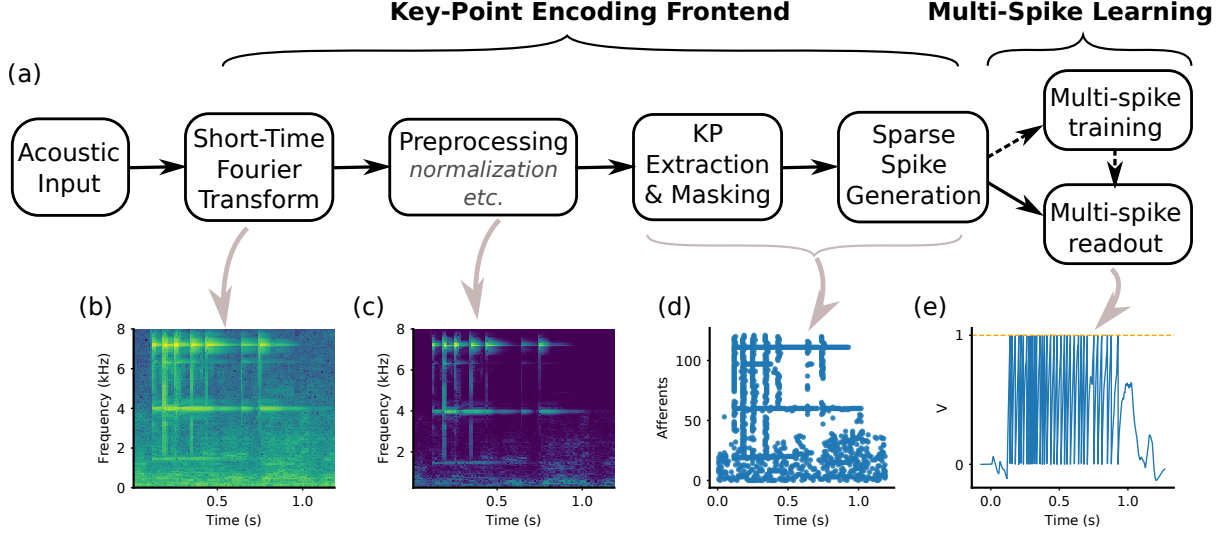 Key-Point Encoding Frontend
Multi-Spike Learning
(a)
Acoustic
Input
Short-Time
Fourier
Transform
Preprocessing
normalization
etc.
KP
Extraction
& Masking
Sparse
Spike
Generation
Multi-spike
training
Multi-spike
readout
(b)
8
6
4
2
0
Frequency (kHz)
0.5
1.0
Time (s)
(c)
8
6
4
2
Frequency (kHz)
0.5
1.0
Time (s)
(d)
100
50
0
Afferents
0.0
0.5
1.0
Time (s)
(e)
1
0
V
0.0
0.5
1.0
Time (s)